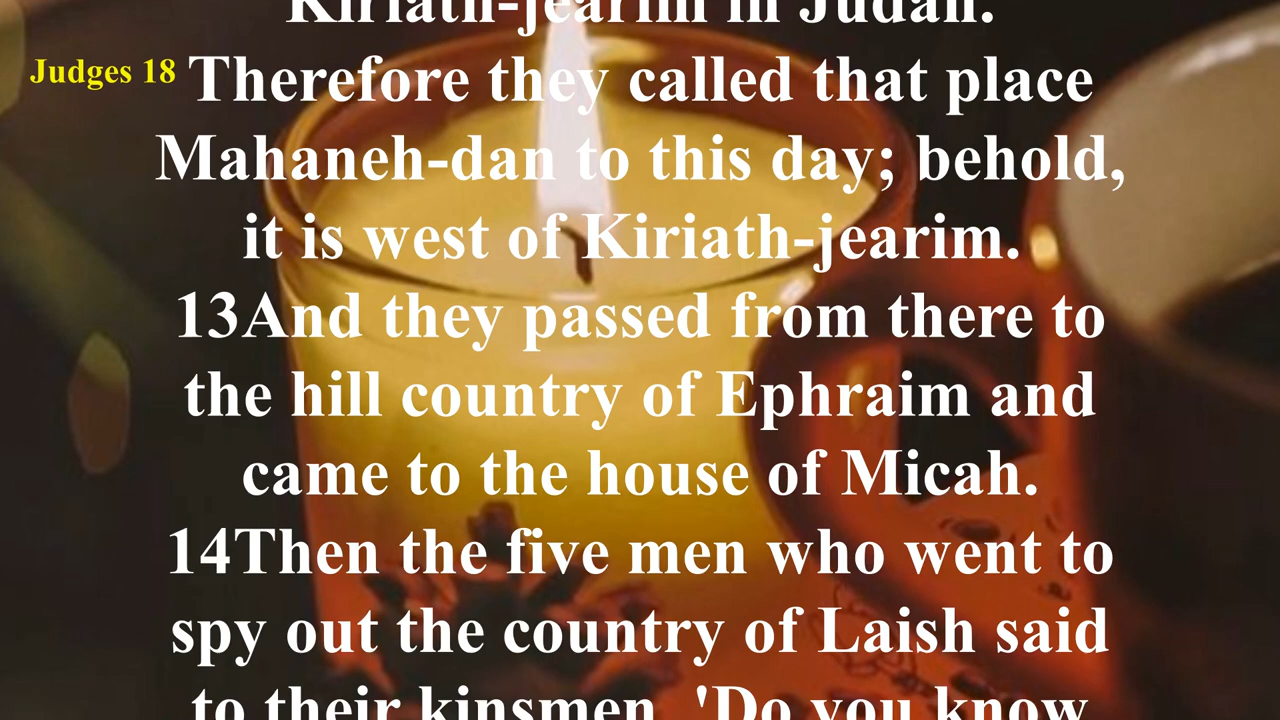 Kiriath-jearim in Judah.
Judges 18
Therefore they called that place
Mahaneh-dan to this day; behold,
it is west of Kiriath-jearim.
13And they passed from there to
the hill country of Ephraim and
came to the house of Micah.
14Then the five men who went to
spy out the country of Laish said
to their kinsmen, 'Do you know